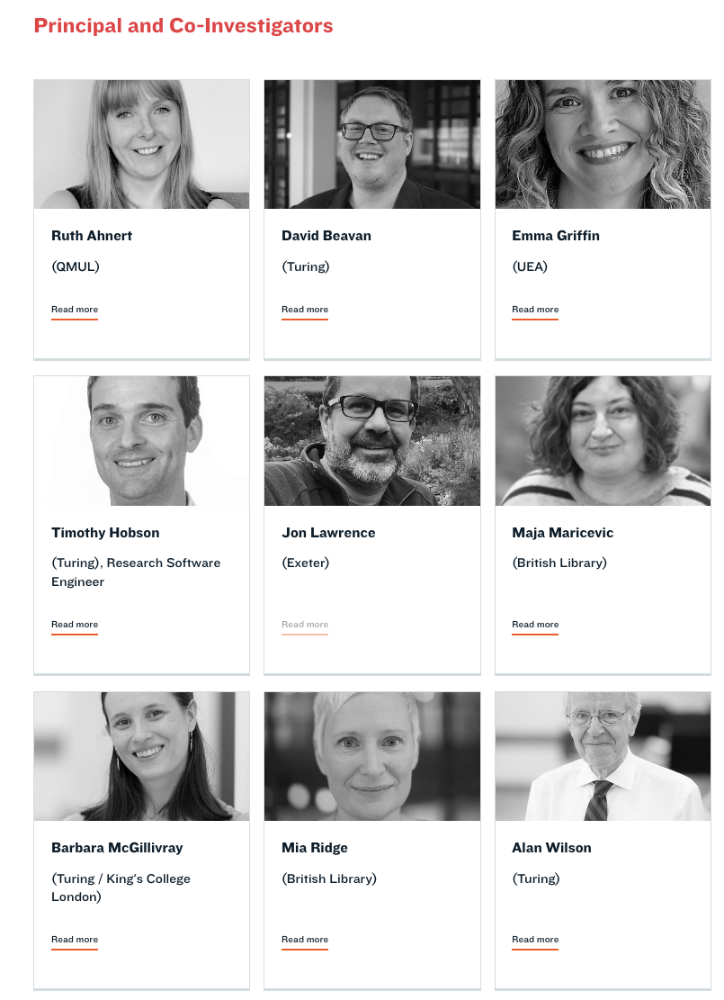 Principal and Co-Investigators
Ruth Ahnert
(QMUL)
Read more
David Beavan
(Turing)
Read more
Emma Griffin
(UEA)
Read more
Timothy Hobson
(Turing), Research Software
Engineer
Read more
Jon Lawrence
(Exeter)
Read more
Maja Maricevic
(British Library)
Read more
Barbara McGillivray
(Turing / King's College
London)
Read more
Mia Ridge
(British Library)
Read more
Alan Wilson
(Turing)
Read more